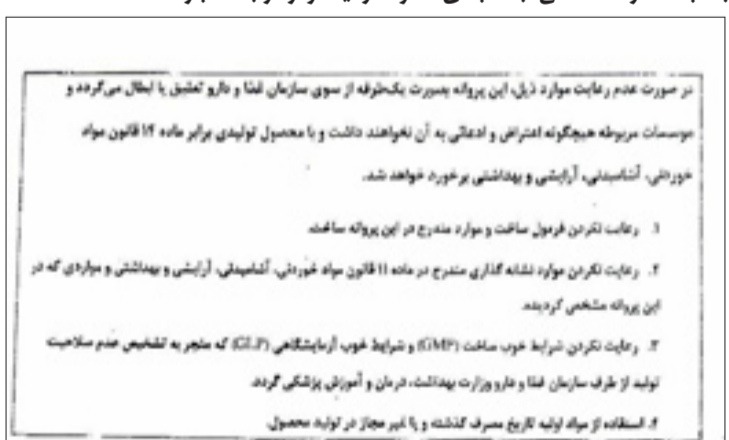 در صورت عدم رعایت موارد ذیل، این پروانه بصورت یکطرفه از سوی سازمان غذا و دارو تعلیق یا ابطال می‌گردد و
موسسات مربوطه هیچگونه اعتراض و ادعائی به آن نخواهند داشت و با محصول تولیدی برابر ماده ۱۴ قانون مواد
خوردنی، آشامیدنی، آرایشی و بهداشتی برخورد خواهد شد.
۱. رعایت نکردن فرمول ساخت و موارد مندرج در این پروانه ساخت.
۲. رعایت نکردن موارد نشانه گذاری مندرج در ماده ۱۱ قانون مواد خوردنی، آشامیدنی، آرایشی و بهداشتی و مواردی که در
این پروانه مشخص گردیده.
۳. رعایت نکردن شرایط خوب ساخت (GMP) و شرایط خوب آزمایشگاهی (GLP) که منجر به تشخیص عدم صلاحیت
تولید از طرف سازمان غذا و دارو وزارت بهداشت، درمان و آموزش پزشکی گردد.
۴. استفاده از مواد اولیه تاریخ مصرف گذشته و یا غیر مجاز در تولید محصول.